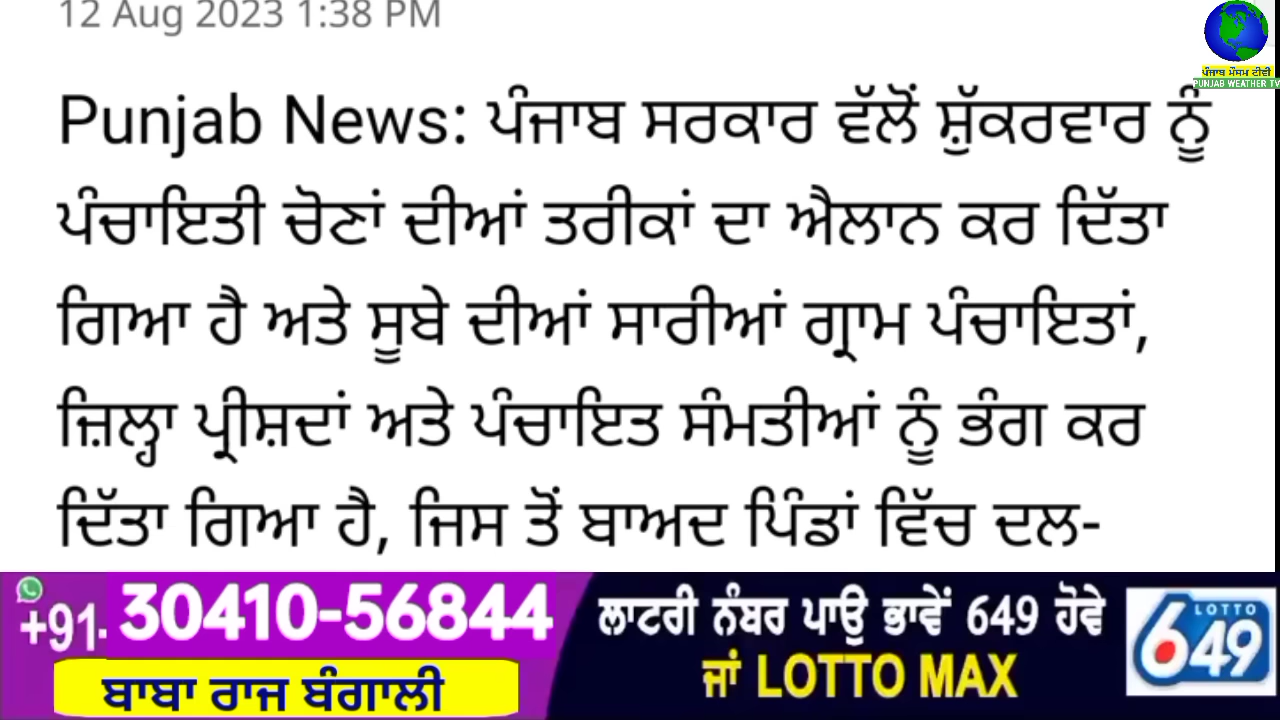 12 Aug 2023 1:38 PM
ਪੰਜਾਬ ਮੌਸਮ ਟੀਵੀ
PUNJAB WEATHER TV
Punjab News: ਪੰਜਾਬ ਸਰਕਾਰ ਵੱਲੋਂ ਸ਼ੁੱਕਰਵਾਰ ਨੂੰ
ਪੰਚਾਇਤੀ ਚੋਣਾਂ ਦੀਆਂ ਤਰੀਕਾਂ ਦਾ ਐਲਾਨ ਕਰ ਦਿੱਤਾ
ਗਿਆ ਹੈ ਅਤੇ ਸੂਬੇ ਦੀਆਂ ਸਾਰੀਆਂ ਗ੍ਰਾਮ ਪੰਚਾਇਤਾਂ,
ਜ਼ਿਲ੍ਹਾ ਪ੍ਰੀਸ਼ਦਾਂ ਅਤੇ ਪੰਚਾਇਤ ਸੰਮਤੀਆਂ ਨੂੰ ਭੰਗ ਕਰ
ਦਿੱਤਾ ਗਿਆ ਹੈ, ਜਿਸ ਤੋਂ ਬਾਅਦ ਪਿੰਡਾਂ ਵਿੱਚ ਦਲ-
+91- 30410-56844
ਬਾਬਾ ਰਾਜ ਬੰਗਾਲੀ
ਲਾਟਰੀ ਨੰਬਰ ਪਾਉ ਭਾਵੇਂ 649 ਹੋਵੇ
ਜਾਂ LOTTO MAX
LOTTO
649